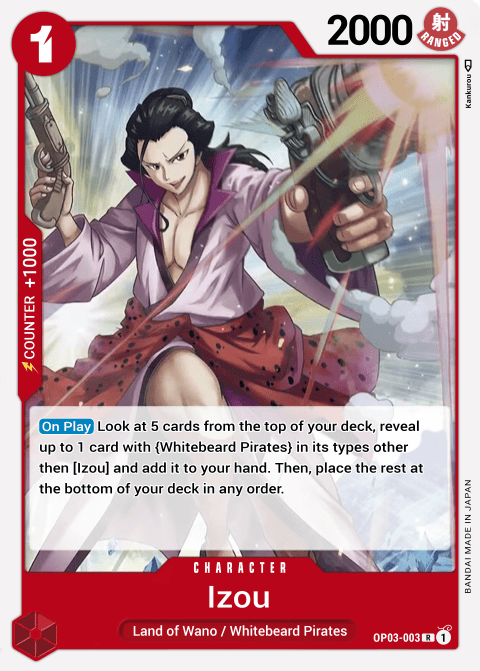 1
2000
射
RANGED
Kankurou
COUNTER +1000
On Play Look at 5 cards from the top of your deck, reveal
up to 1 card with {Whitebeard Pirates} in its types other
then [Izou] and add it to your hand. Then, place the rest at
the bottom of your deck in any order.
BANDAI MADE IN JAPAN
CHARACTER
Izou
Land of Wano / Whitebeard Pirates
OP03-003 R 1